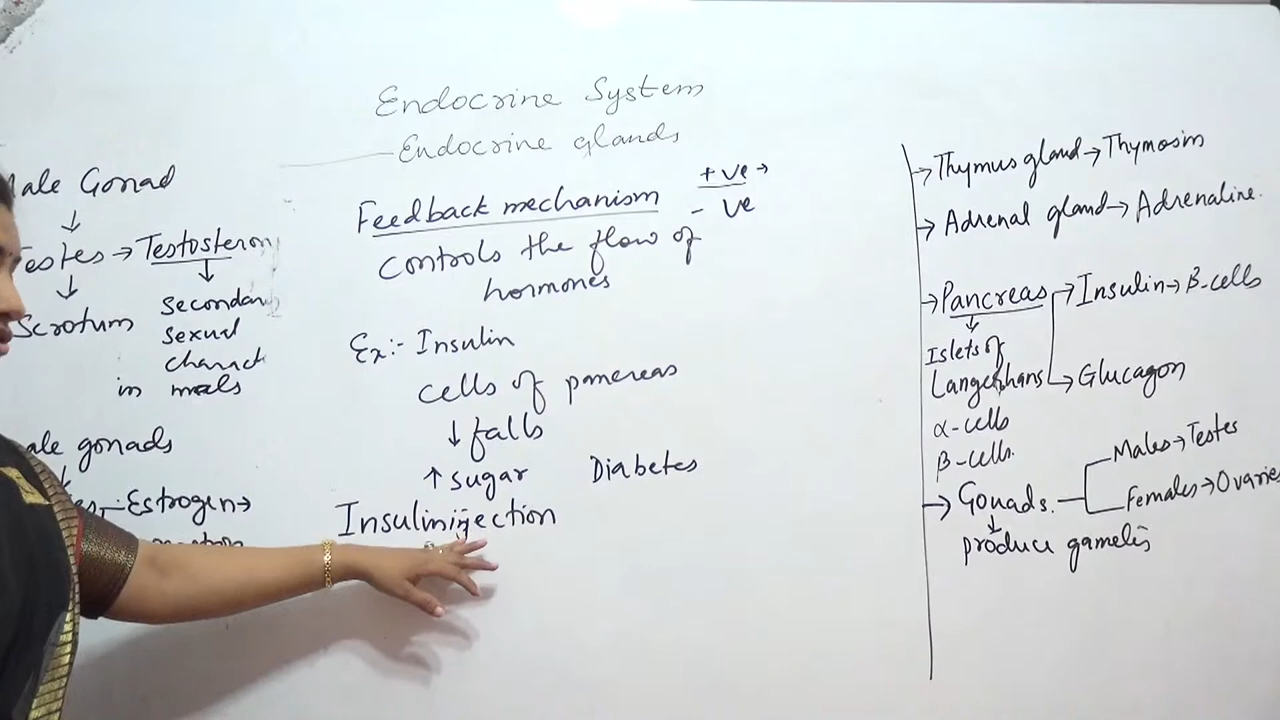 Endocrine System
Endocrine glands
ale Gonad
estes → Testosteron
↓ Scrotum
↓
Secondar
sexual
charact
in males
ale gonads
Estrogen →
Feedback mechanism
+ ve →
- ve
controls the flow of
hormones
Ex:- Insulin
cells of pancreas
↓ falls
↑ sugar Diabetes
Insulin injection
→ Thymus gland → Thymosin
→ Adrenal gland → Adrenaline.
→ Pancreas → Insulin → β-cells
↓
Islets of
Langerhans → Glucagon
α-cells
β-cells.
→ Gonads.
Males → Testes
Females → Ovaries
↓
produce gametes